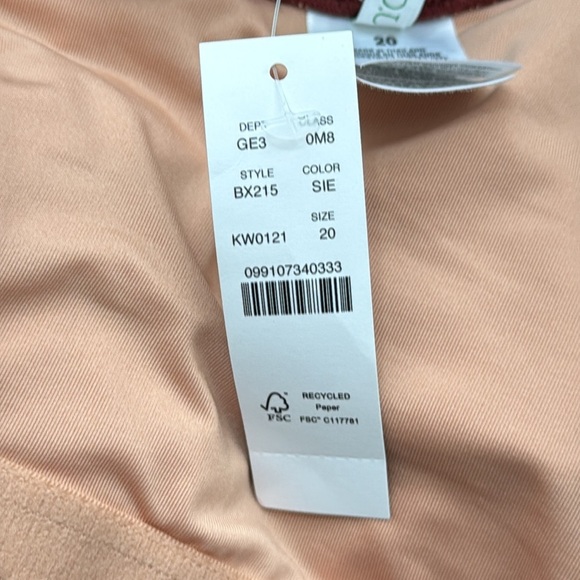 20
DEPT CLASS
GE3 0M8
STYLE COLOR
BX215 SIE
SIZE
KW0121 20
099107340333
FSC
RECYCLED
Paper
FSC® C117781